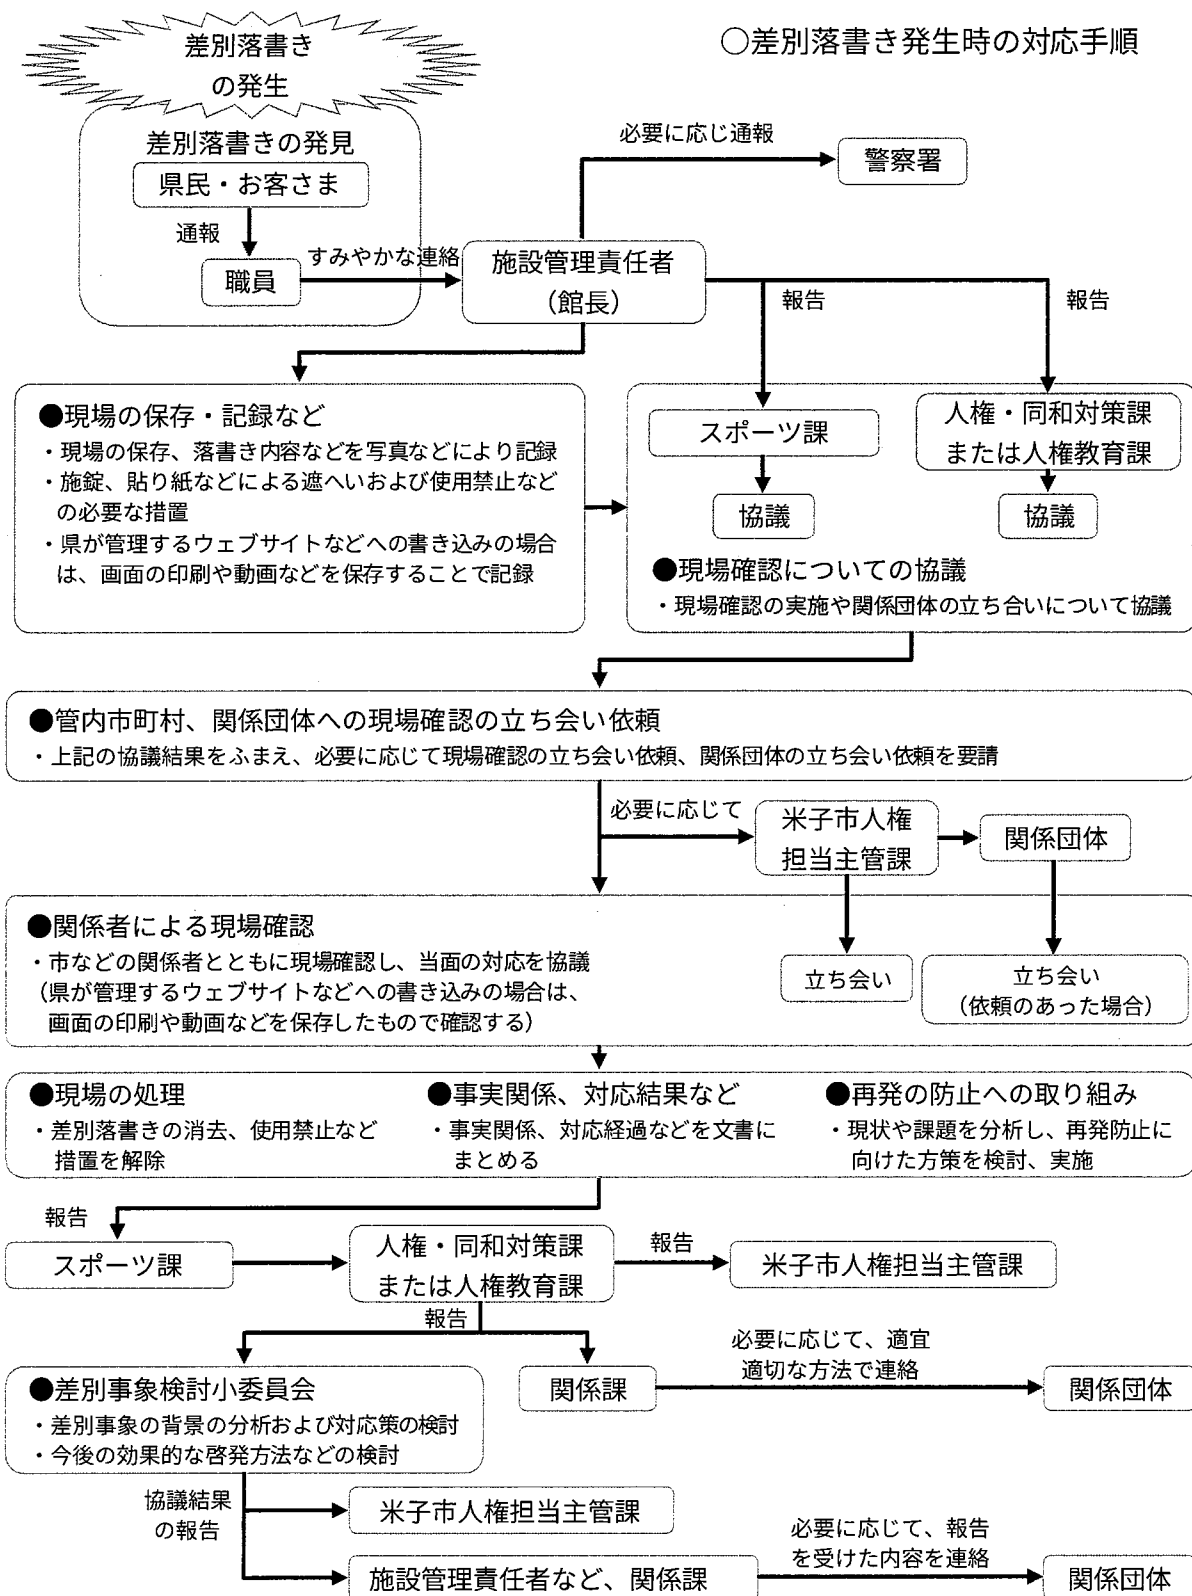 差別落書き
の発生
○差別落書き発生時の対応手順
差別落書きの発見
県民・お客さま
通報
職員
すみやかな連絡
施設管理責任者
（館長）
必要に応じ通報
警察署
報告
報告
●現場の保存・記録など
・現場の保存、落書き内容などを写真などにより記録
・施錠、貼り紙などによる遮へいおよび使用禁止など
の必要な措置
・県が管理するウェブサイトなどへの書き込みの場合
は、画面の印刷や動画などを保存することで記録
スポーツ課
協議
人権・同和対策課
または人権教育課
協議
●現場確認についての協議
・現場確認の実施や関係団体の立ち合いについて協議
●管内市町村、関係団体への現場確認の立ち会い依頼
・上記の協議結果をふまえ、必要に応じて現場確認の立ち会い依頼、関係団体の立ち会い依頼を要請
必要に応じて
米子市人権
担当主管課
関係団体
●関係者による現場確認
・市などの関係者とともに現場確認し、当面の対応を協議
（県が管理するウェブサイトなどへの書き込みの場合は、
画面の印刷や動画などを保存したもので確認する）
立ち会い
立ち会い
（依頼のあった場合）
●現場の処理
・差別落書きの消去、使用禁止など
措置を解除
●事実関係、対応結果など
・事実関係、対応経過などを文書に
まとめる
●再発の防止への取り組み
・現状や課題を分析し、再発防止に
向けた方策を検討、実施
報告
スポーツ課
人権・同和対策課
または人権教育課
報告
米子市人権担当主管課
報告
●差別事象検討小委員会
・差別事象の背景の分析および対応策の検討
・今後の効果的な啓発方法などの検討
関係課
必要に応じて、適宜
適切な方法で連絡
関係団体
協議結果
の報告
米子市人権担当主管課
施設管理責任者など、関係課
必要に応じて、報告
を受けた内容を連絡
関係団体